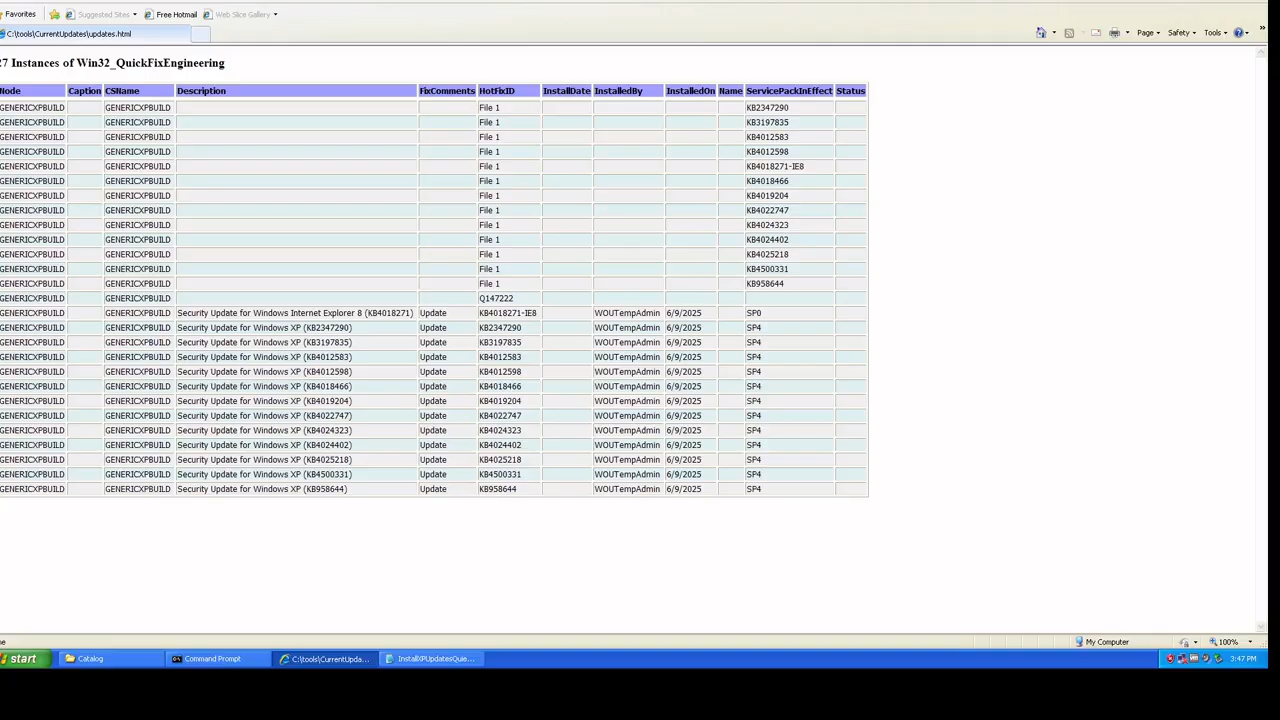 Favorites Suggested Sites Free Hotmail Web Slice Gallery »
C:\tools\CurrentUpdates\updates.html Page Safety Tools
27 Instances of Win32_QuickFixEngineering
Node Caption CSName Description FixComments HotFixID InstallDate InstalledBy InstalledOn Name ServicePackInEffect Status
GENERICXPBUILD GENERICXPBUILD File 1 KB2347290
GENERICXPBUILD GENERICXPBUILD File 1 KB3197835
GENERICXPBUILD GENERICXPBUILD File 1 KB4012583
GENERICXPBUILD GENERICXPBUILD File 1 KB4012598
GENERICXPBUILD GENERICXPBUILD File 1 KB4018271-IE8
GENERICXPBUILD GENERICXPBUILD File 1 KB4018466
GENERICXPBUILD GENERICXPBUILD File 1 KB4019204
GENERICXPBUILD GENERICXPBUILD File 1 KB4022747
GENERICXPBUILD GENERICXPBUILD File 1 KB4024323
GENERICXPBUILD GENERICXPBUILD File 1 KB4024402
GENERICXPBUILD GENERICXPBUILD File 1 KB4025218
GENERICXPBUILD GENERICXPBUILD File 1 KB4500331
GENERICXPBUILD GENERICXPBUILD File 1 KB958644
GENERICXPBUILD GENERICXPBUILD Q147222
GENERICXPBUILD GENERICXPBUILD Security Update for Windows Internet Explorer 8 (KB4018271) Update KB4018271-IE8 WOUTempAdmin 6/9/2025 SP0
GENERICXPBUILD GENERICXPBUILD Security Update for Windows XP (KB2347290) Update KB2347290 WOUTempAdmin 6/9/2025 SP4
GENERICXPBUILD GENERICXPBUILD Security Update for Windows XP (KB3197835) Update KB3197835 WOUTempAdmin 6/9/2025 SP4
GENERICXPBUILD GENERICXPBUILD Security Update for Windows XP (KB4012583) Update KB4012583 WOUTempAdmin 6/9/2025 SP4
GENERICXPBUILD GENERICXPBUILD Security Update for Windows XP (KB4012598) Update KB4012598 WOUTempAdmin 6/9/2025 SP4
GENERICXPBUILD GENERICXPBUILD Security Update for Windows XP (KB4018466) Update KB4018466 WOUTempAdmin 6/9/2025 SP4
GENERICXPBUILD GENERICXPBUILD Security Update for Windows XP (KB4019204) Update KB4019204 WOUTempAdmin 6/9/2025 SP4
GENERICXPBUILD GENERICXPBUILD Security Update for Windows XP (KB4022747) Update KB4022747 WOUTempAdmin 6/9/2025 SP4
GENERICXPBUILD GENERICXPBUILD Security Update for Windows XP (KB4024323) Update KB4024323 WOUTempAdmin 6/9/2025 SP4
GENERICXPBUILD GENERICXPBUILD Security Update for Windows XP (KB4024402) Update KB4024402 WOUTempAdmin 6/9/2025 SP4
GENERICXPBUILD GENERICXPBUILD Security Update for Windows XP (KB4025218) Update KB4025218 WOUTempAdmin 6/9/2025 SP4
GENERICXPBUILD GENERICXPBUILD Security Update for Windows XP (KB4500331) Update KB4500331 WOUTempAdmin 6/9/2025 SP4
GENERICXPBUILD GENERICXPBUILD Security Update for Windows XP (KB958644) Update KB958644 WOUTempAdmin 6/9/2025 SP4
ne My Computer 100%
start Catalog Command Prompt C:\tools\CurrentUpda... InstallXPUpdatesQuie... 3:47 PM